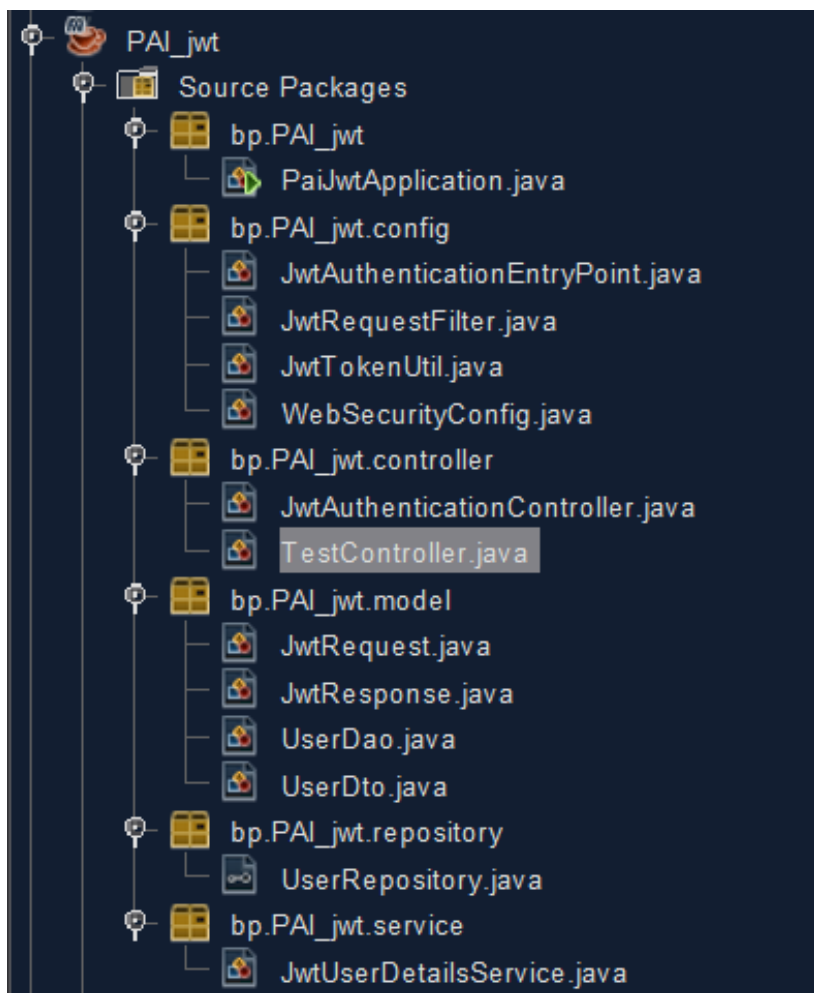 PAI_jwt
Source Packages
bp.PAI_jwt
PaiJwtApplication.java
bp.PAI_jwt.config
JwtAuthenticationEntryPoint.java
JwtRequestFilter.java
JwtTokenUtil.java
WebSecurityConfig.java
bp.PAI_jwt.controller
JwtAuthenticationController.java
TestController.java
bp.PAI_jwt.model
JwtRequest.java
JwtResponse.java
UserDao.java
UserDto.java
bp.PAI_jwt.repository
UserRepository.java
bp.PAI_jwt.service
JwtUserDetailsService.java